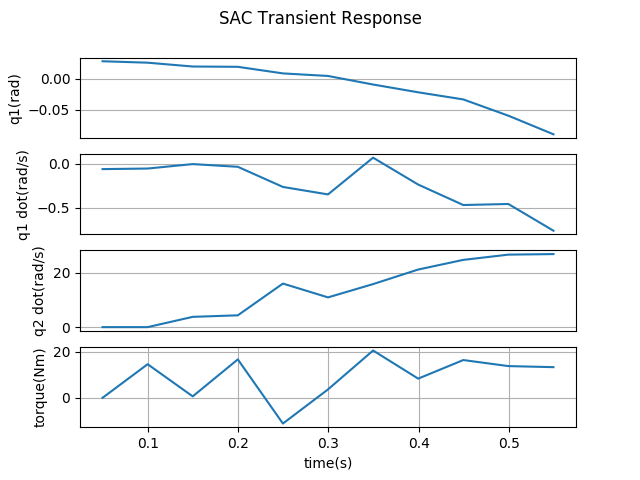 SAC Transient Response
0.00
−0.05
q1(rad)
0.0
−0.5
q1 dot(rad/s)
20
0
q2 dot(rad/s)
20
0
torque(Nm)
0.1 0.2 0.3 0.4 0.5
time(s)